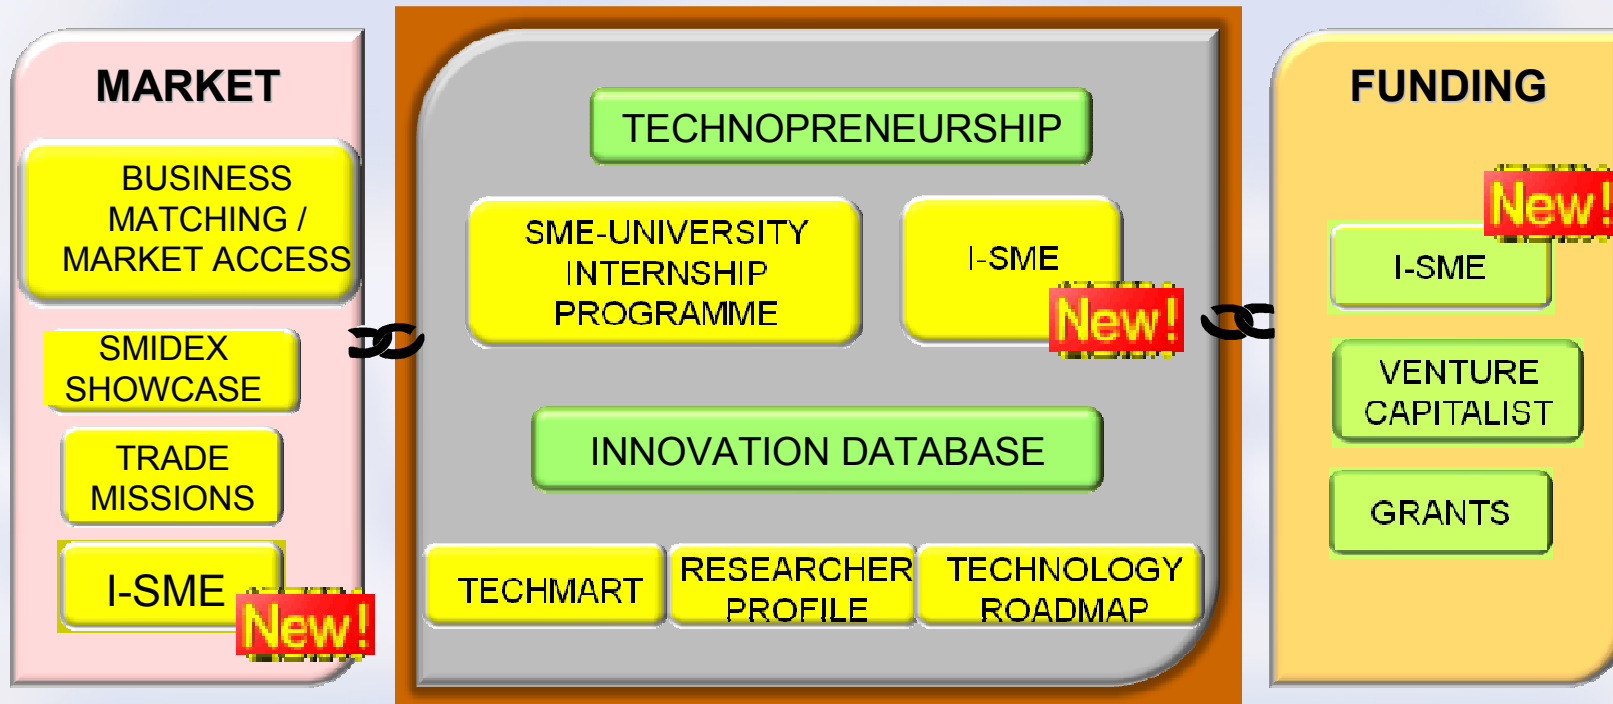 MARKET
BUSINESS
MATCHING /
MARKET ACCESS
SMIDEX
SHOWCASE
TRADE
MISSIONS
I-SME
New!
TECHNOPRENEURSHIP
SME-UNIVERSITY
INTERNSHIP
PROGRAMME
I-SME
New!
INNOVATION DATABASE
TECHMART
RESEARCHER
PROFILE
TECHNOLOGY
ROADMAP
FUNDING
New!
I-SME
VENTURE
CAPITALIST
GRANTS